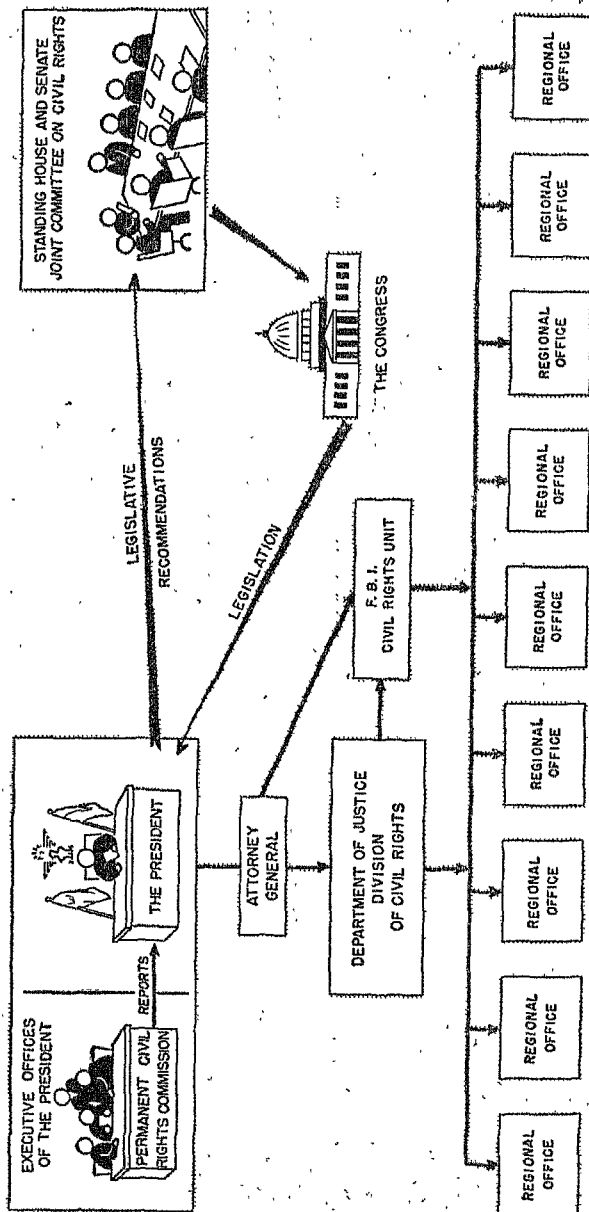 EXECUTIVE OFFICES
OF THE PRESIDENT
PERMANENT CIVIL
RIGHTS COMMISSION
REPORTS
THE PRESIDENT
LEGISLATIVE
RECOMMENDATIONS
STANDING HOUSE AND SENATE
JOINT COMMITTEE ON CIVIL RIGHTS
THE CONGRESS
LEGISLATION
ATTORNEY
GENERAL
DEPARTMENT OF JUSTICE
DIVISION
OF CIVIL RIGHTS
F. B. I.
CIVIL RIGHTS UNIT
REGIONAL
OFFICE
REGIONAL
OFFICE
REGIONAL
OFFICE
REGIONAL
OFFICE
REGIONAL
OFFICE
REGIONAL
OFFICE
REGIONAL
OFFICE
REGIONAL
OFFICE
REGIONAL
OFFICE